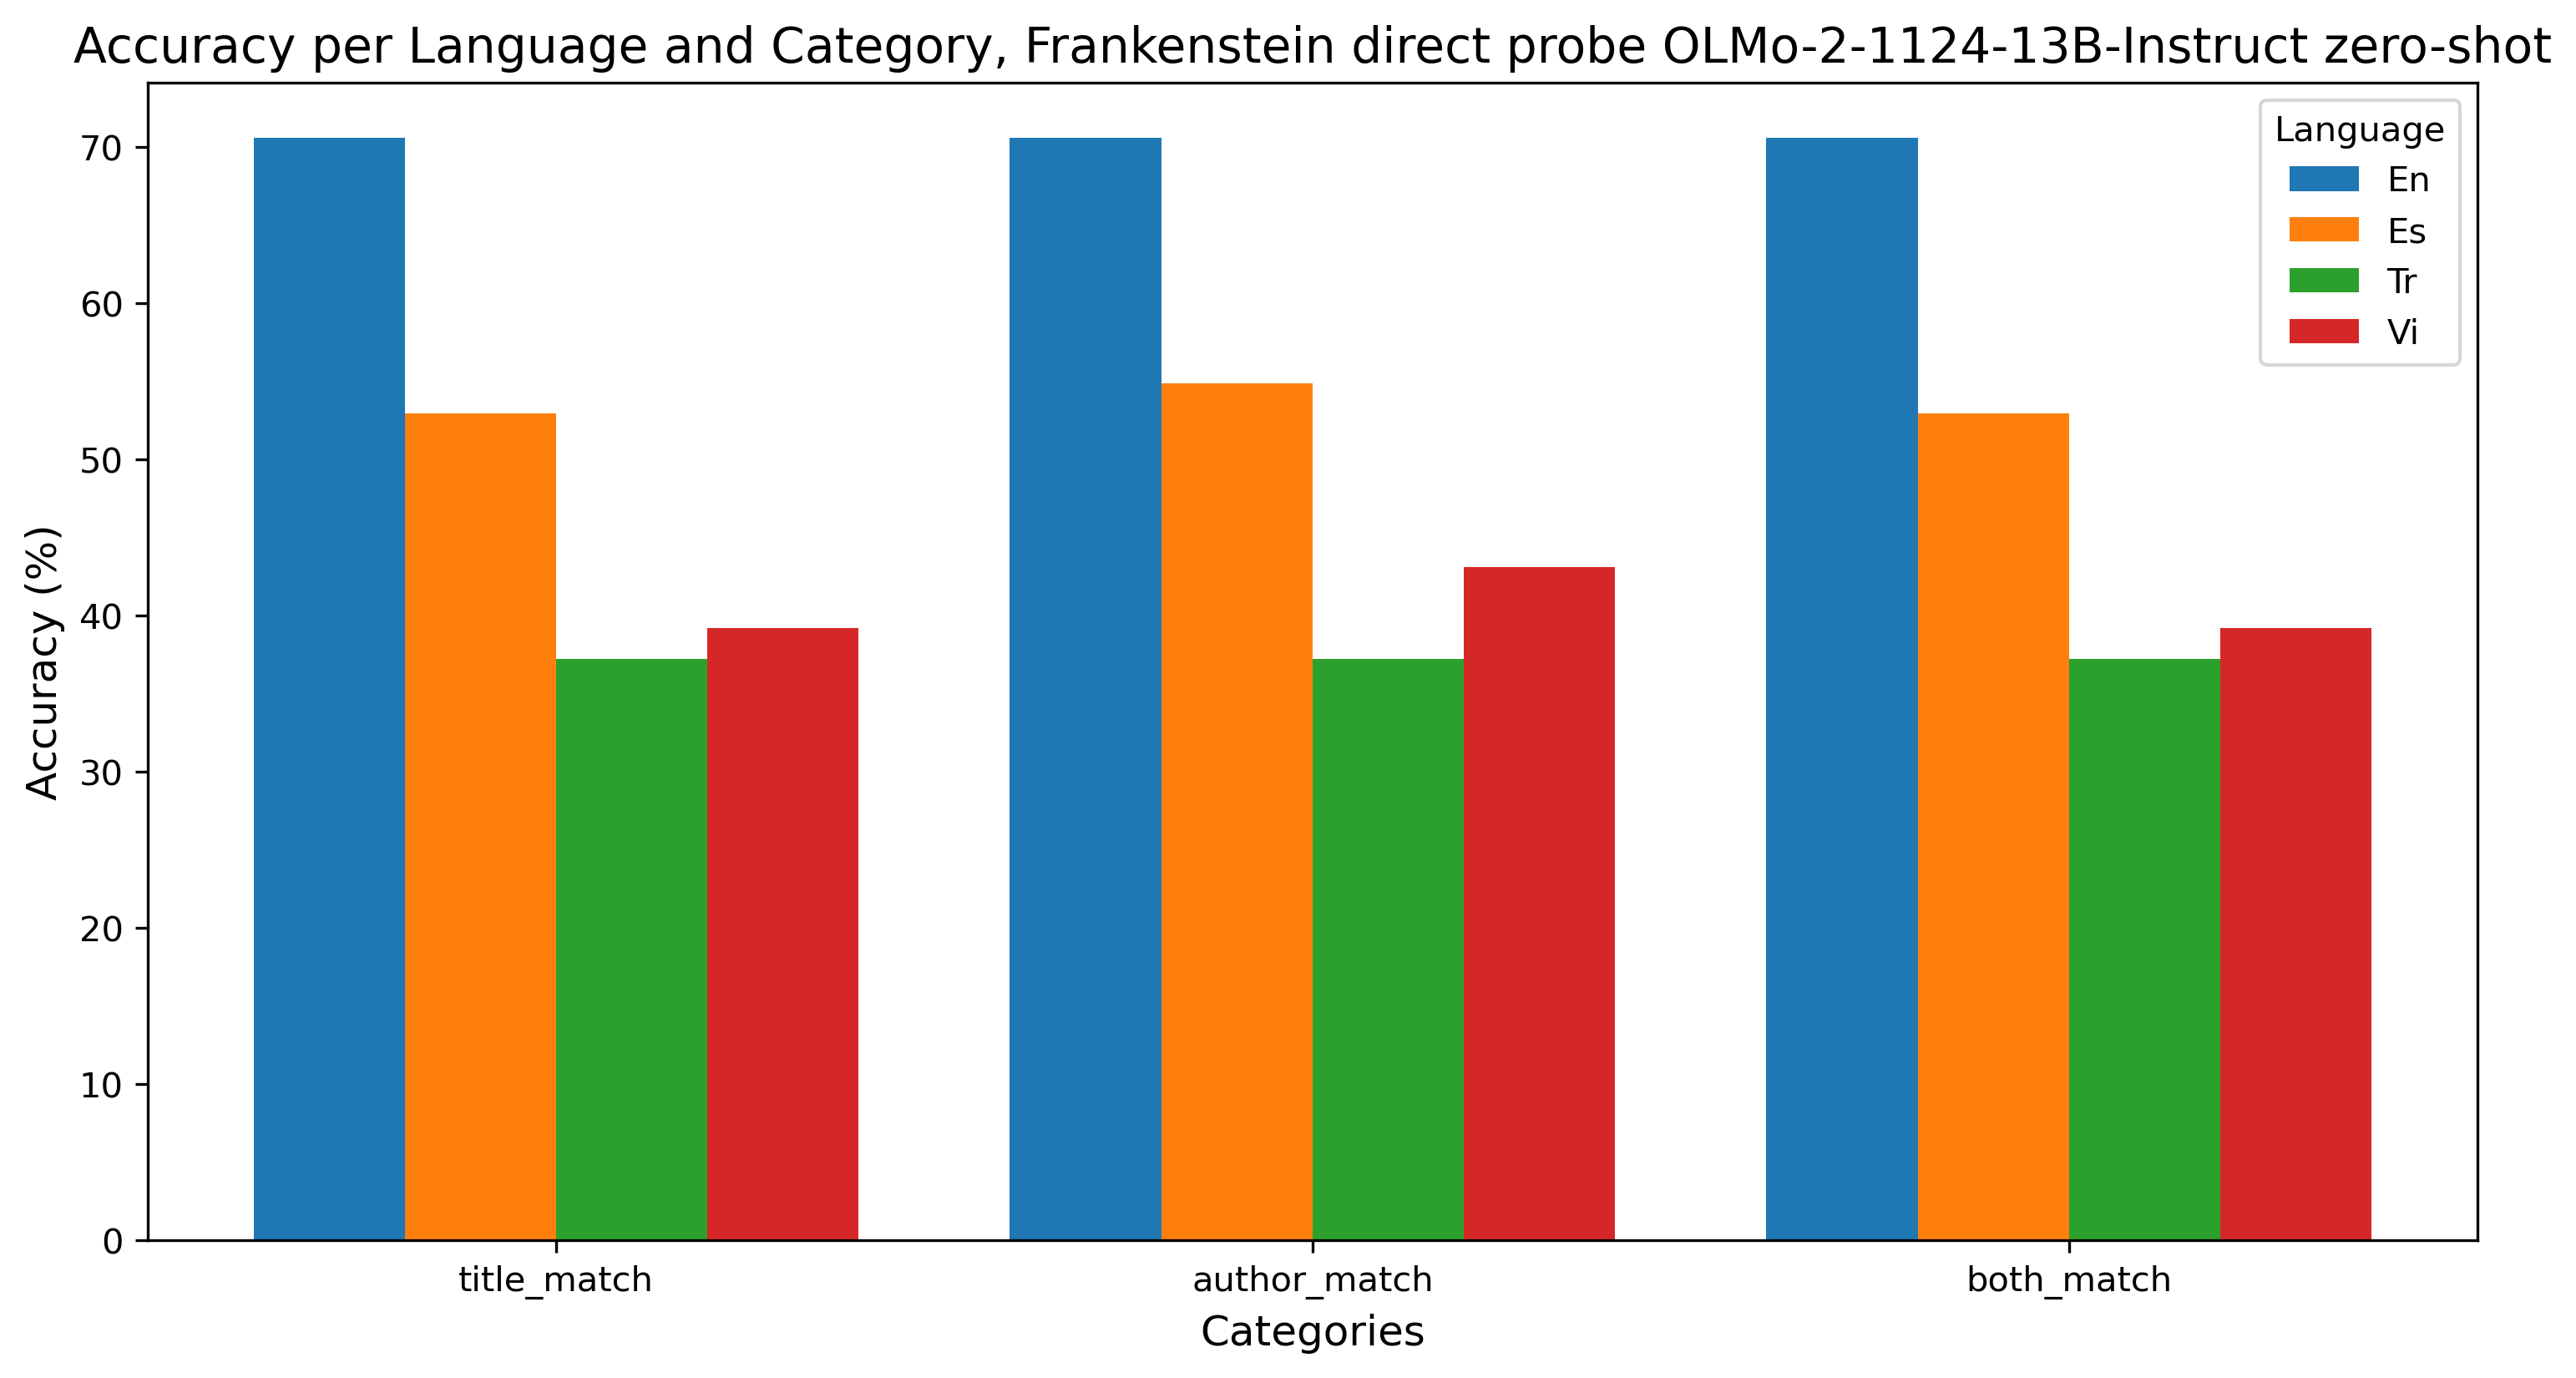 Accuracy per Language and Category, Frankenstein direct probe OLMo-2-1124-13B-Instruct zero-shot
Language
En
Es
Tr
Vi
Accuracy (%)
70
60
50
40
30
20
10
0
title_match author_match both_match
Categories